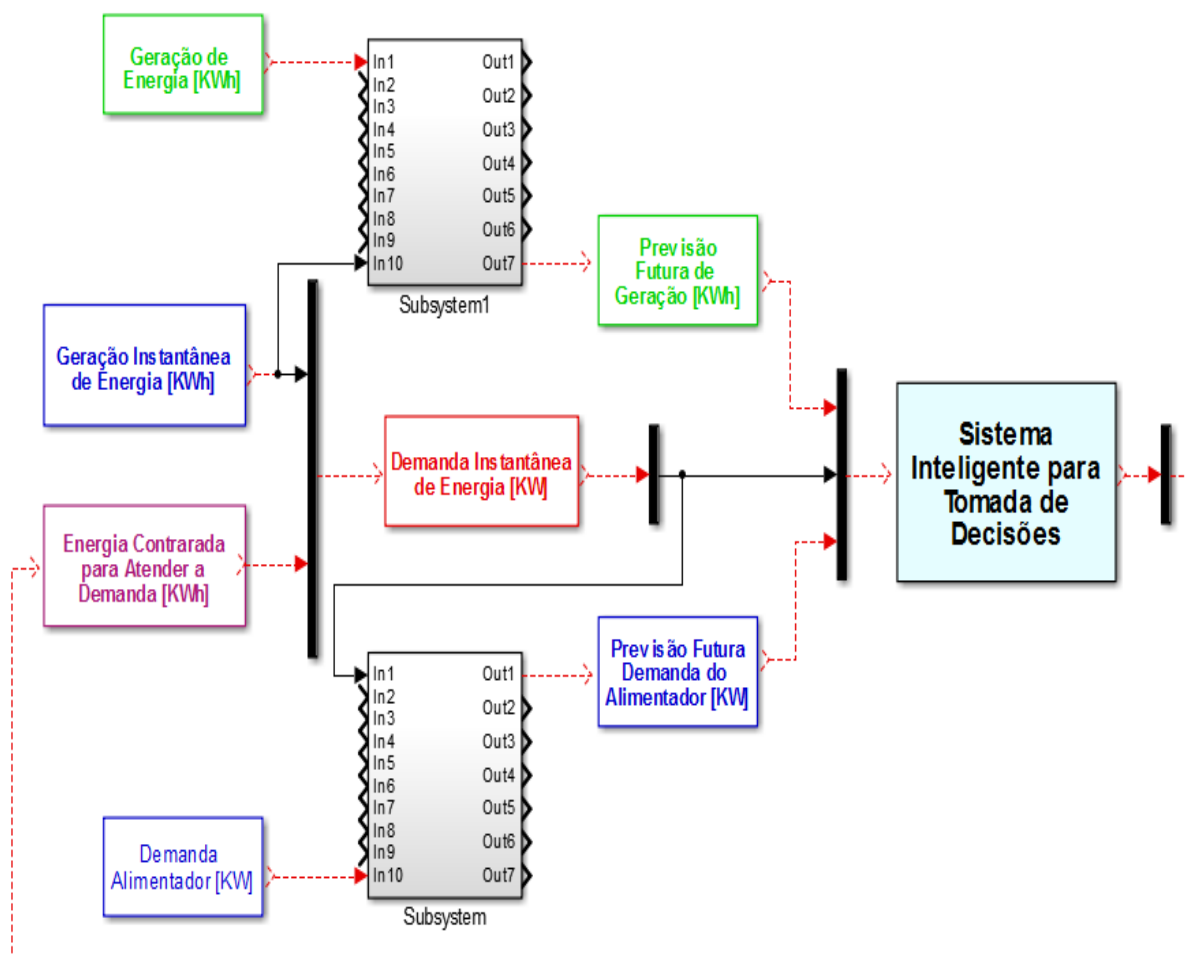 Geração de
Energia [KWh]
In1
In2
In3
In4
In5
In6
In7
In8
In9
In10
Out1
Out2
Out3
Out4
Out5
Out6
Out7
Subsystem1
Previsão
Futura de
Geração [KWh]
Geração Instantânea
de Energia [KWh]
Demanda Instantânea
de Energia [KW]
Sistema
Inteligente para
Tomada de
Decisões
Energia Contrarada
para Atender a
Demanda [KWh]
Previsão Futura
Demanda do
Alimentador [KW]
In1
In2
In3
In4
In5
In6
In7
In8
In9
In10
Out1
Out2
Out3
Out4
Out5
Out6
Out7
Subsystem
Demanda
Alimentador [KW]